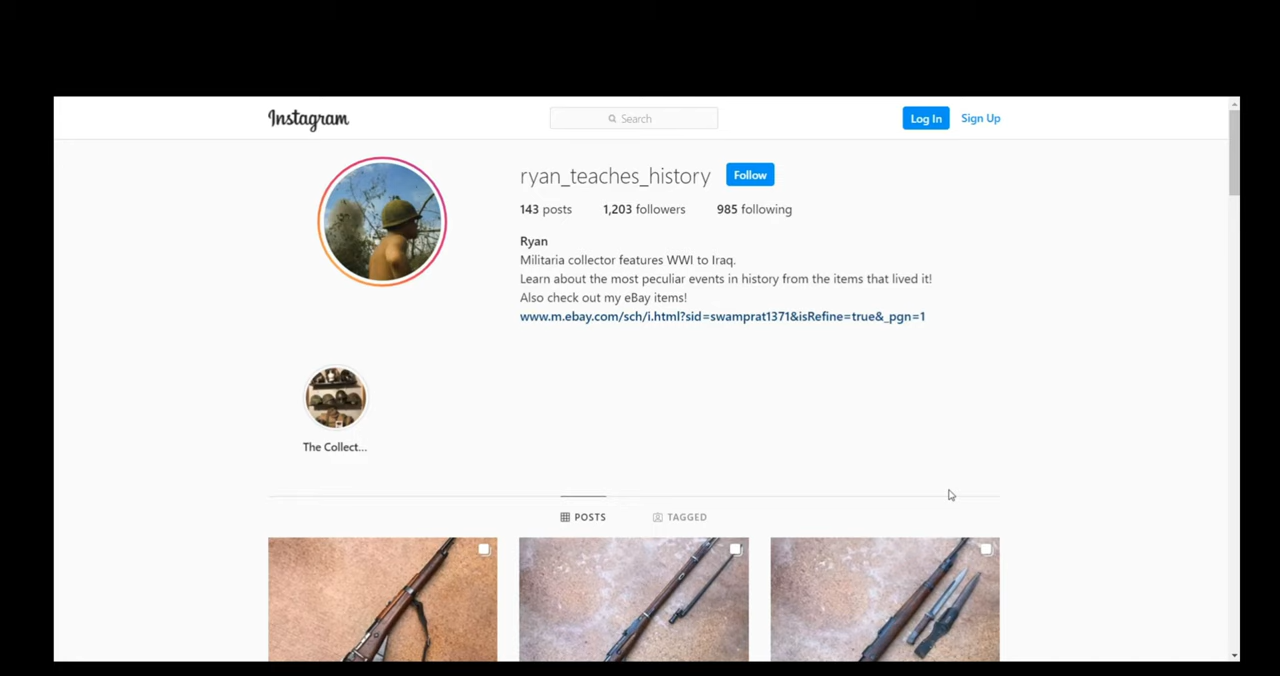 Instagram
Search
Log In
Sign Up
ryan_teaches_history
Follow
143 posts 1,203 followers 985 following
Ryan
Militaria collector features WWI to Iraq.
Learn about the most peculiar events in history from the items that lived it!
Also check out my eBay items!
www.m.ebay.com/sch/i.html?sid=swamprat1371&isRefine=true&_pgn=1
The Collect...
POSTS
TAGGED